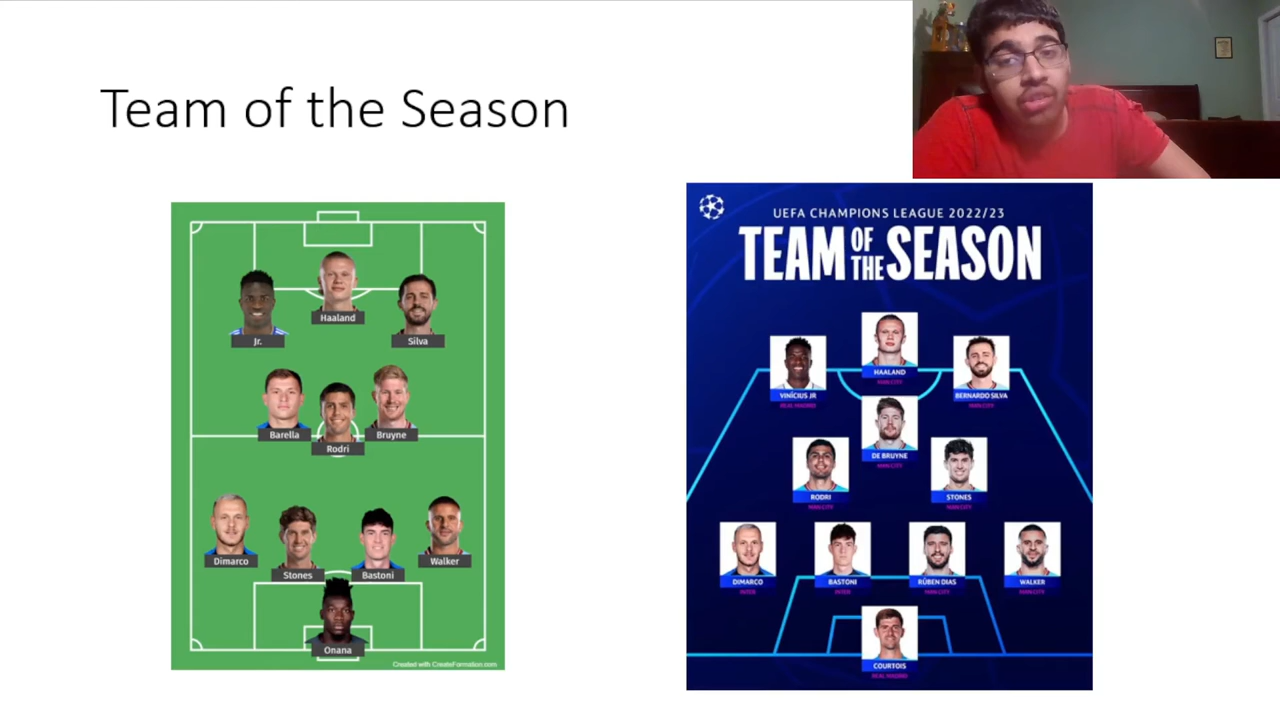 Team of the Season
Haaland
Jr.
Silva
Barella
Bruyne
Rodri
Dimarco
Walker
Stones
Bastoni
Onana
Created with CreateFormation.com
UEFA CHAMPIONS LEAGUE 2022/23
TEAM OF THE SEASON
HAALAND
MAN CITY
VINÍCIUS JR
REAL MADRID
BERNARDO SILVA
MAN CITY
DE BRUYNE
MAN CITY
RODRI
MAN CITY
STONES
MAN CITY
DIMARCO
INTER
BASTONI
INTER
RÚBEN DIAS
MAN CITY
WALKER
MAN CITY
COURTOIS
REAL MADRID